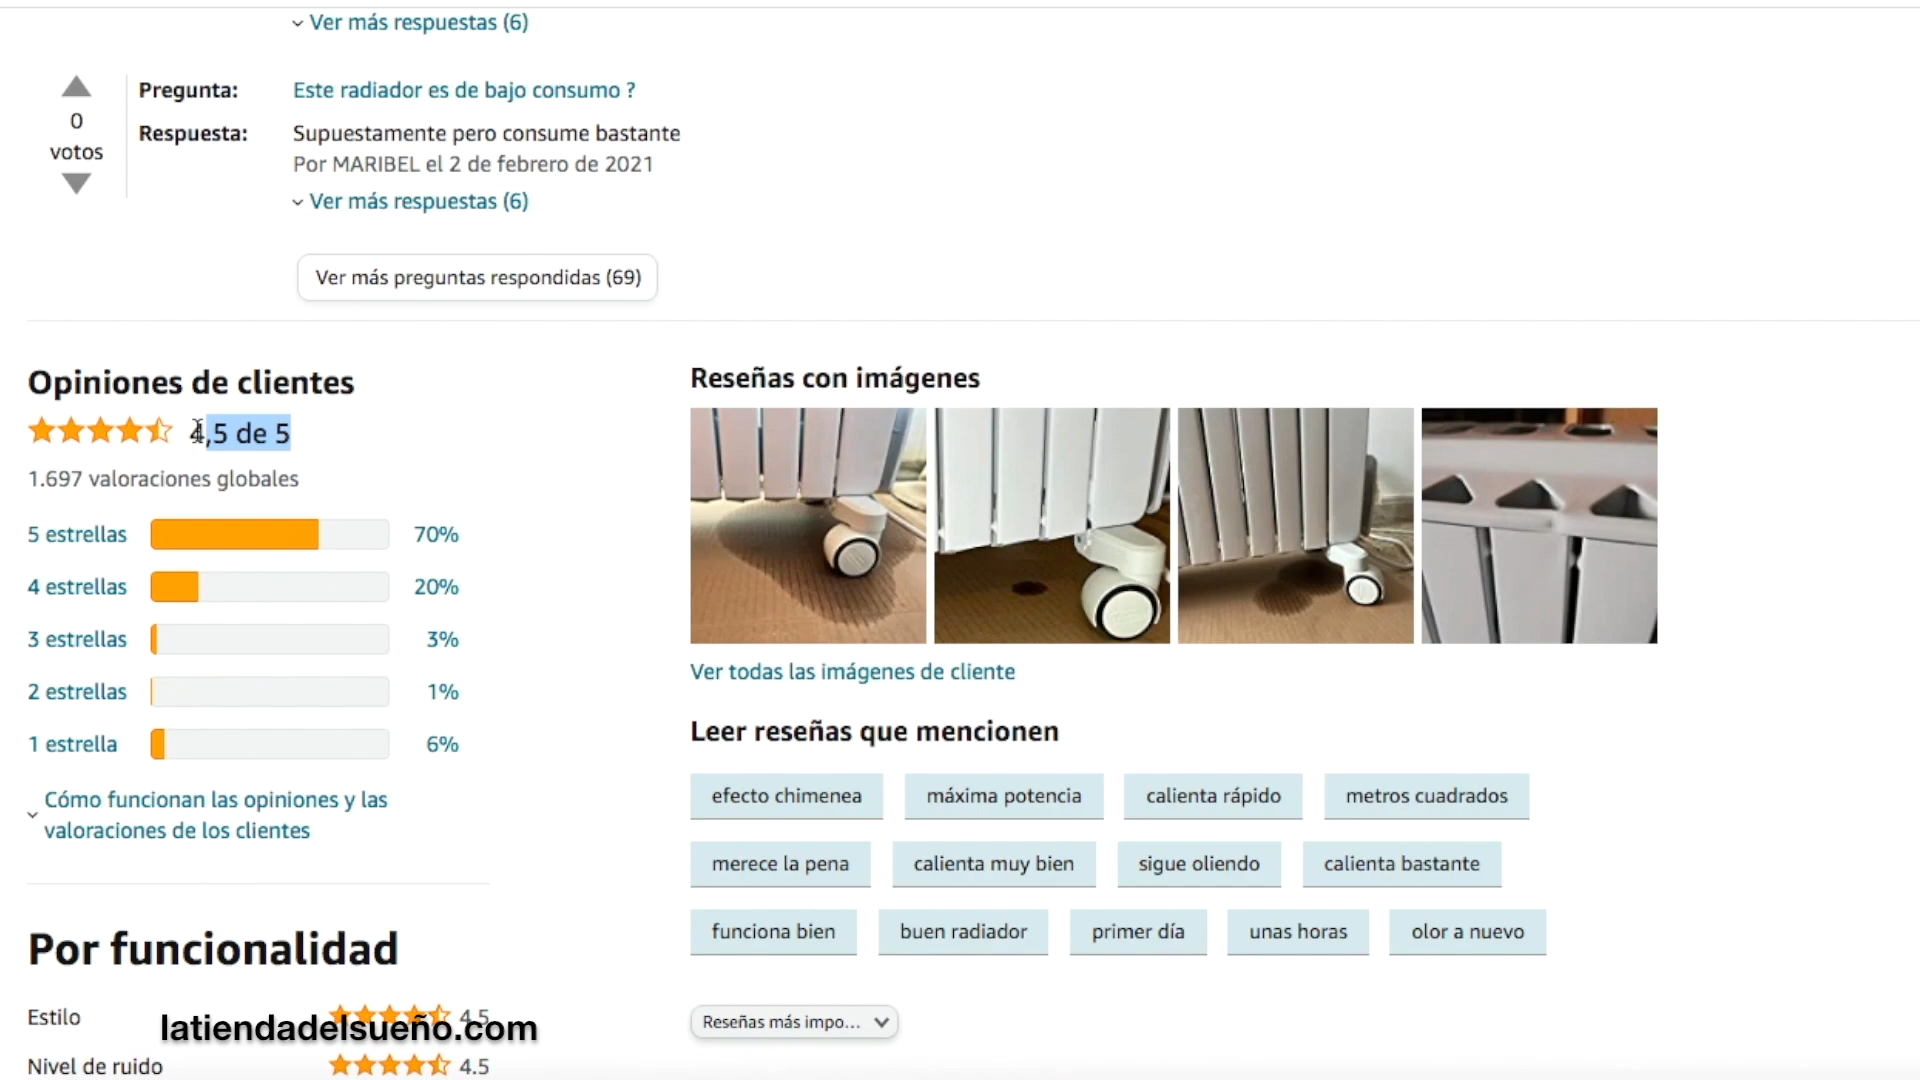 Ver más respuestas (6)
0
votos
Pregunta: Este radiador es de bajo consumo ?
Respuesta: Supuestamente pero consume bastante
Por MARIBEL el 2 de febrero de 2021
Ver más respuestas (6)
Ver más preguntas respondidas (69)
Opiniones de clientes
4,5 de 5
1.697 valoraciones globales
5 estrellas 70%
4 estrellas 20%
3 estrellas 3%
2 estrellas 1%
1 estrella 6%
Cómo funcionan las opiniones y las
valoraciones de los clientes
Por funcionalidad
Estilo 4.5
latiendadelsueño.com
Nivel de ruido 4.5
Reseñas con imágenes
Ver todas las imágenes de cliente
Leer reseñas que mencionen
efecto chimenea máxima potencia calienta rápido metros cuadrados
merece la pena calienta muy bien sigue oliendo calienta bastante
funciona bien buen radiador primer día unas horas olor a nuevo
Reseñas más impo...